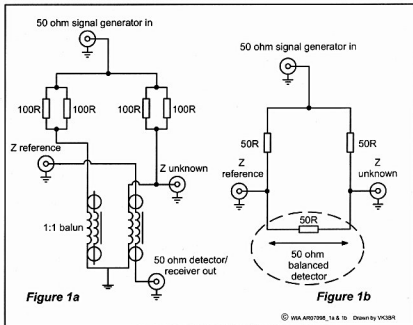 50 ohm signal generator in
100R
100R
100R
100R
Z reference
Z unknown
1:1 balun
50 ohm detector/
receiver out
Figure 1a
50 ohm signal generator in
50R
50R
Z
reference
Z
unknown
50R
50 ohm
balanced
detector
Figure 1b
© WIA AR07098_1a & 1b Drawn by VK3BR